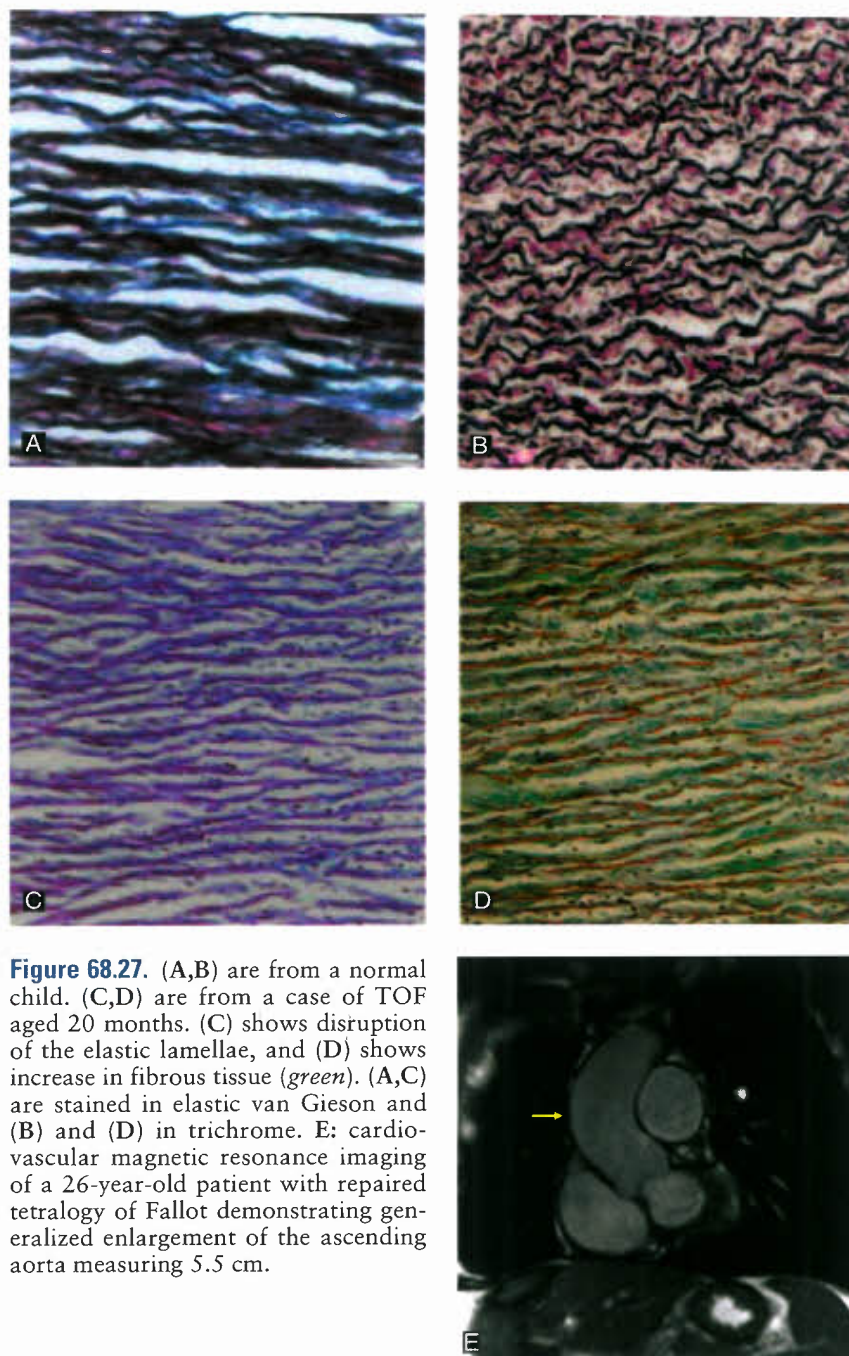 A
B
C
D
Figure 68.27. (A,B) are from a normal
child. (C,D) are from a case of TOF
aged 20 months. (C) shows disruption
of the elastic lamellae, and (D) shows
increase in fibrous tissue (green). (A,C)
are stained in elastic van Gieson and
(B) and (D) in trichrome. E: cardio-
vascular magnetic resonance imaging
of a 26-year-old patient with repaired
tetralogy of Fallot demonstrating gen-
eralized enlargement of the ascending
aorta measuring 5.5 cm.
E